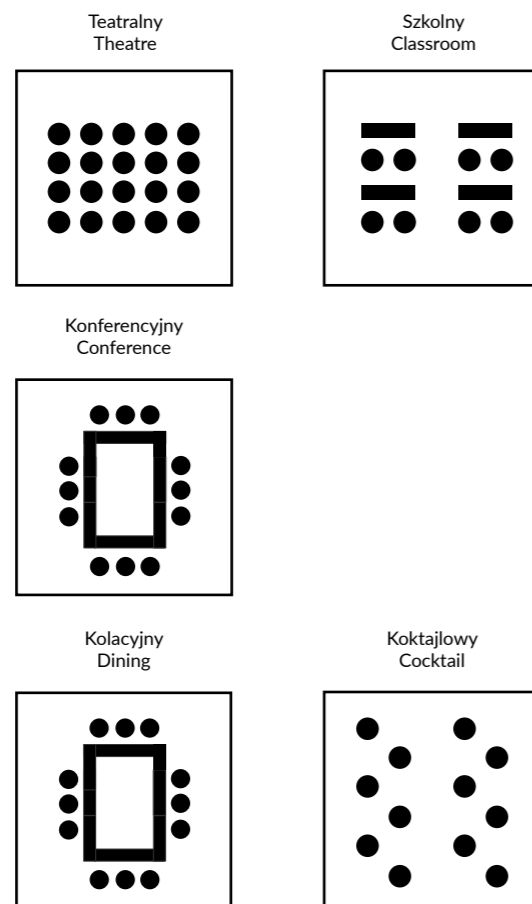 Teatralny
Theatre
Szkolny
Classroom
Konferencyjny
Conference
Kolacyjny
Dining
Koktajlowy
Cocktail